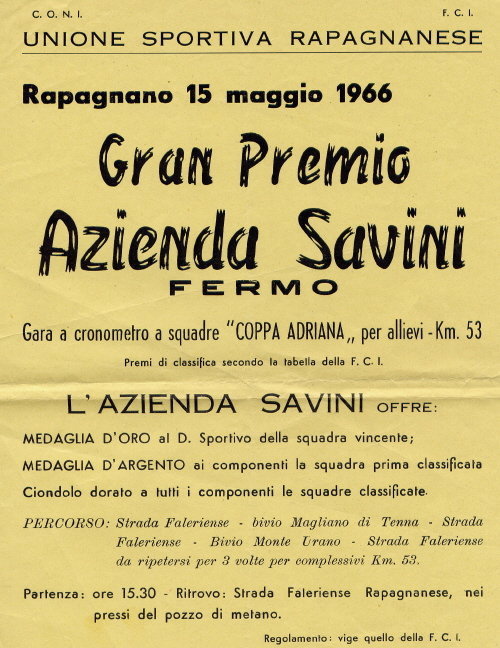 C. O. N. I. F. C. I.
UNIONE SPORTIVA RAPAGNANESE
Rapagnano 15 maggio 1966
Gran Premio
Azienda Savini
FERMO
Gara a cronometro a squadre "COPPA ADRIANA„ per allievi - Km. 53
Premi di classifica secondo la tabella della F. C. I.
L'AZIENDA SAVINI OFFRE:
MEDAGLIA D'ORO al D. Sportivo della squadra vincente;
MEDAGLIA D'ARGENTO ai componenti la squadra prima classificata
Ciondolo dorato a tutti i componenti le squadre classificate.
PERCORSO: Strada Faleriense - bivio Magliano di Tenna - Strada
Faleriense - Bivio Monte Urano - Strada Faleriense
da ripetersi per 3 volte per complessivi Km. 53.
Partenza: ore 15.30 - Ritrovo: Strada Faleriense Rapagnanese, nei
pressi del pozzo di metano.
Regolamento: vige quello della F. C. I.